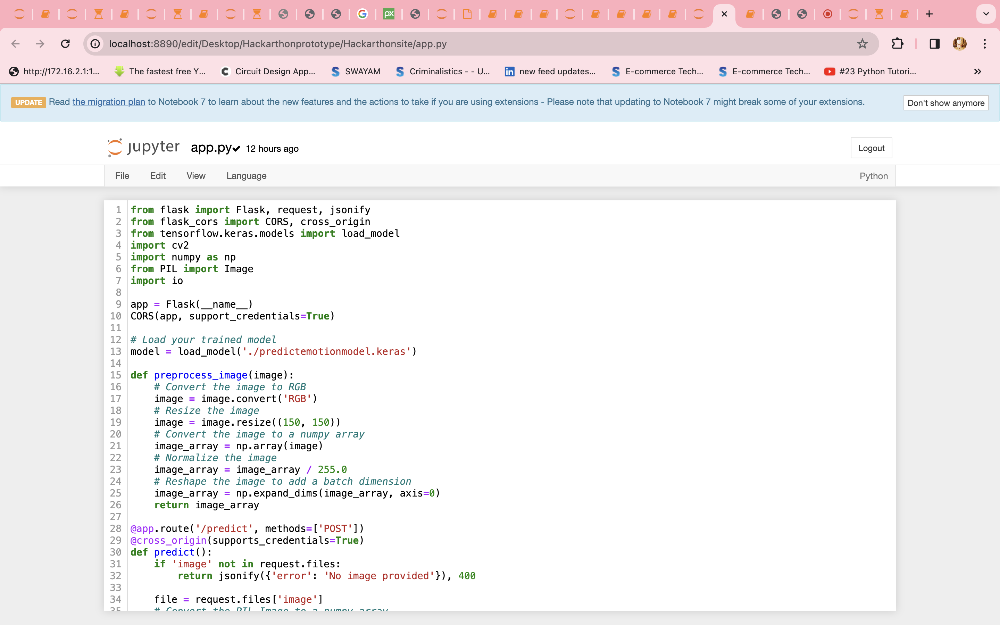 localhost:8890/edit/Desktop/Hackarthonprototype/Hackarthonsite/app.py
http://172.16.2.1:1... The fastest free Y... Circuit Design App... SWAYAM Criminalistics - - U... new feed updates... E-commerce Tech... E-commerce Tech... #23 Python Tutori...
UPDATE Read the migration plan to Notebook 7 to learn about the new features and the actions to take if you are using extensions - Please note that updating to Notebook 7 might break some of your extensions. Don't show anymore
jupyter app.py 12 hours ago Logout
File Edit View Language Python
1 from flask import Flask, request, jsonify
2 from flask_cors import CORS, cross_origin
3 from tensorflow.keras.models import load_model
4 import cv2
5 import numpy as np
6 from PIL import Image
7 import io
8
9 app = Flask(__name__)
10 CORS(app, support_credentials=True)
11
12 # Load your trained model
13 model = load_model('./predictemotionmodel.keras')
14
15 def preprocess_image(image):
16     # Convert the image to RGB
17     image = image.convert('RGB')
18     # Resize the image
19     image = image.resize((150, 150))
20     # Convert the image to a numpy array
21     image_array = np.array(image)
22     # Normalize the image
23     image_array = image_array / 255.0
24     # Reshape the image to add a batch dimension
25     image_array = np.expand_dims(image_array, axis=0)
26     return image_array
27
28 @app.route('/predict', methods=['POST'])
29 @cross_origin(supports_credentials=True)
30 def predict():
31     if 'image' not in request.files:
32         return jsonify({'error': 'No image provided'}), 400
33
34     file = request.files['image']
35     # Convert the PIL Image to a numpy array